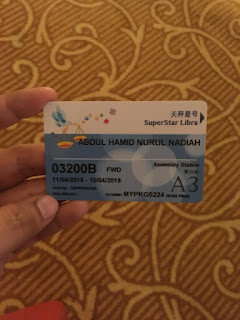 天秤星号
SuperStar Libra
ABDUL HAMID NURUL NADIAH
03200B FWD
Assembly Station
11/04/2018 - 15/04/2018
A3
MYPKG0224